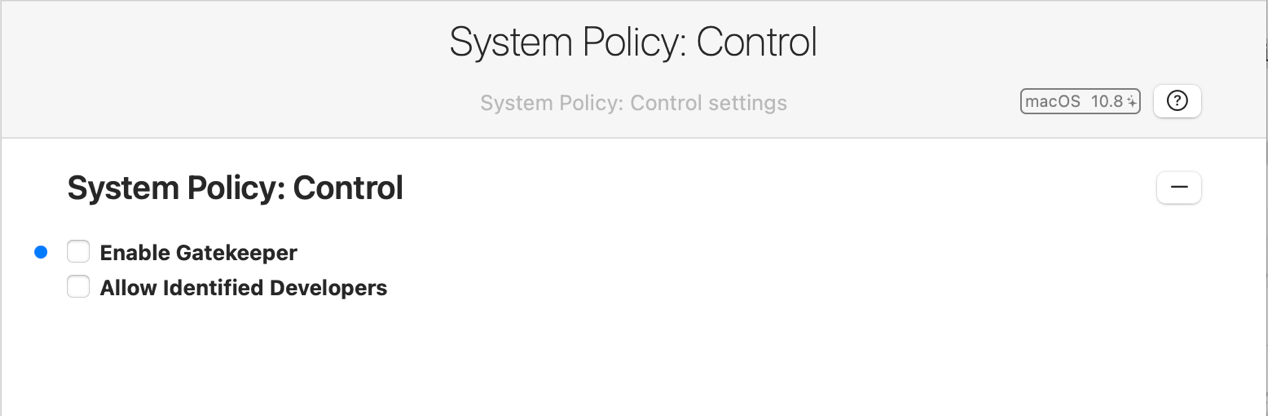 System Policy: Control
System Policy: Control settings
macOS 10.8+
?
System Policy: Control
Enable Gatekeeper
Allow Identified Developers